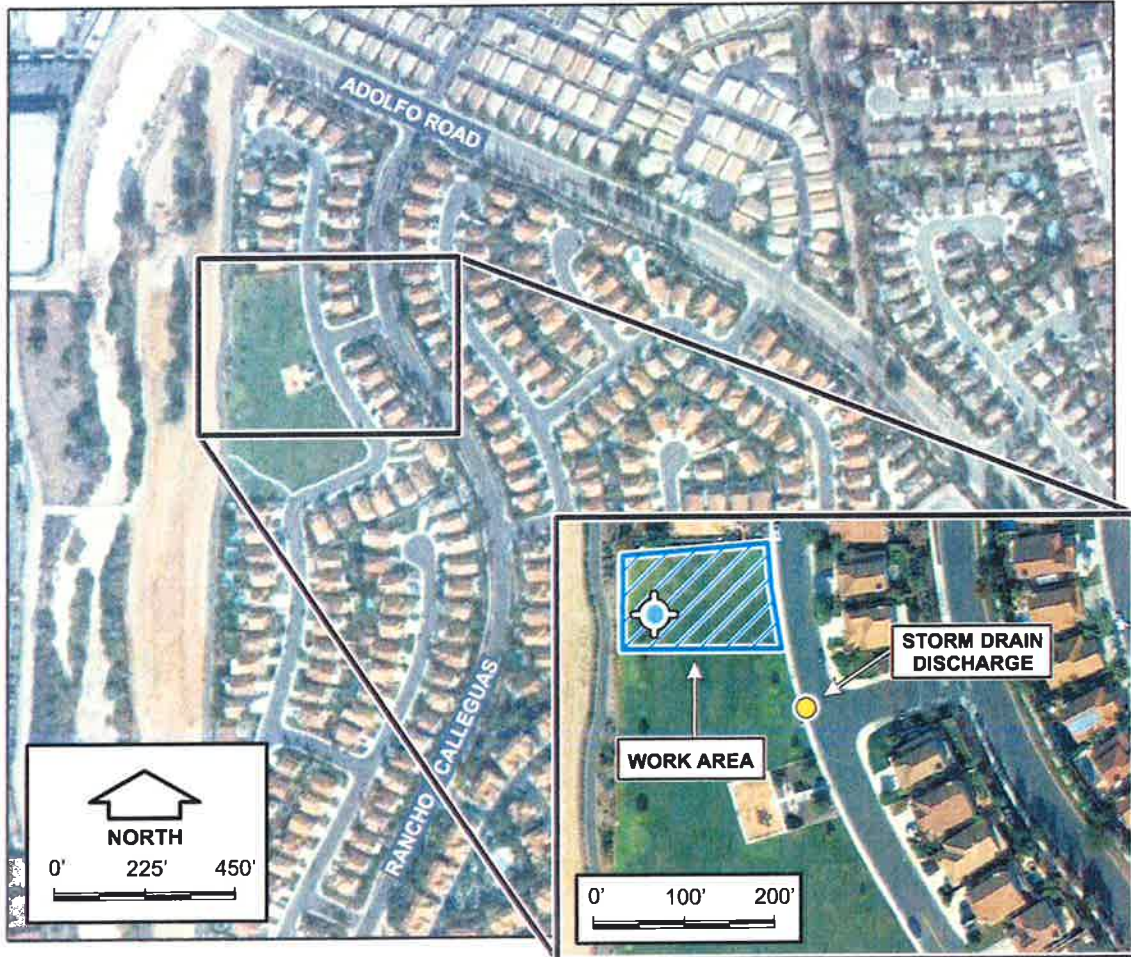 ADOLFO ROAD
RANCHO CALLEGUAS
STORM DRAIN
DISCHARGE
WORK AREA
NORTH
0' 225' 450'
0' 100' 200'